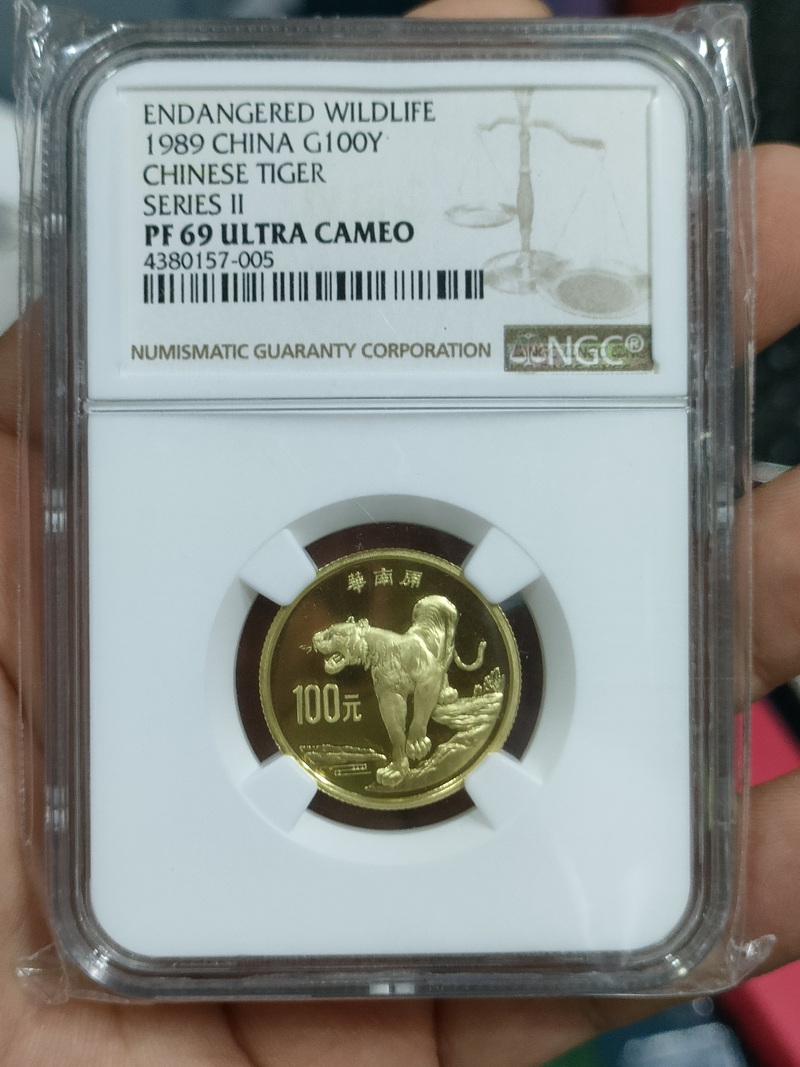 ENDANGERED WILDLIFE
1989 CHINA G100Y
CHINESE TIGER
SERIES II
PF 69 ULTRA CAMEO
4380157-005
NUMISMATIC GUARANTY CORPORATION
NGC®
華南虎
100元